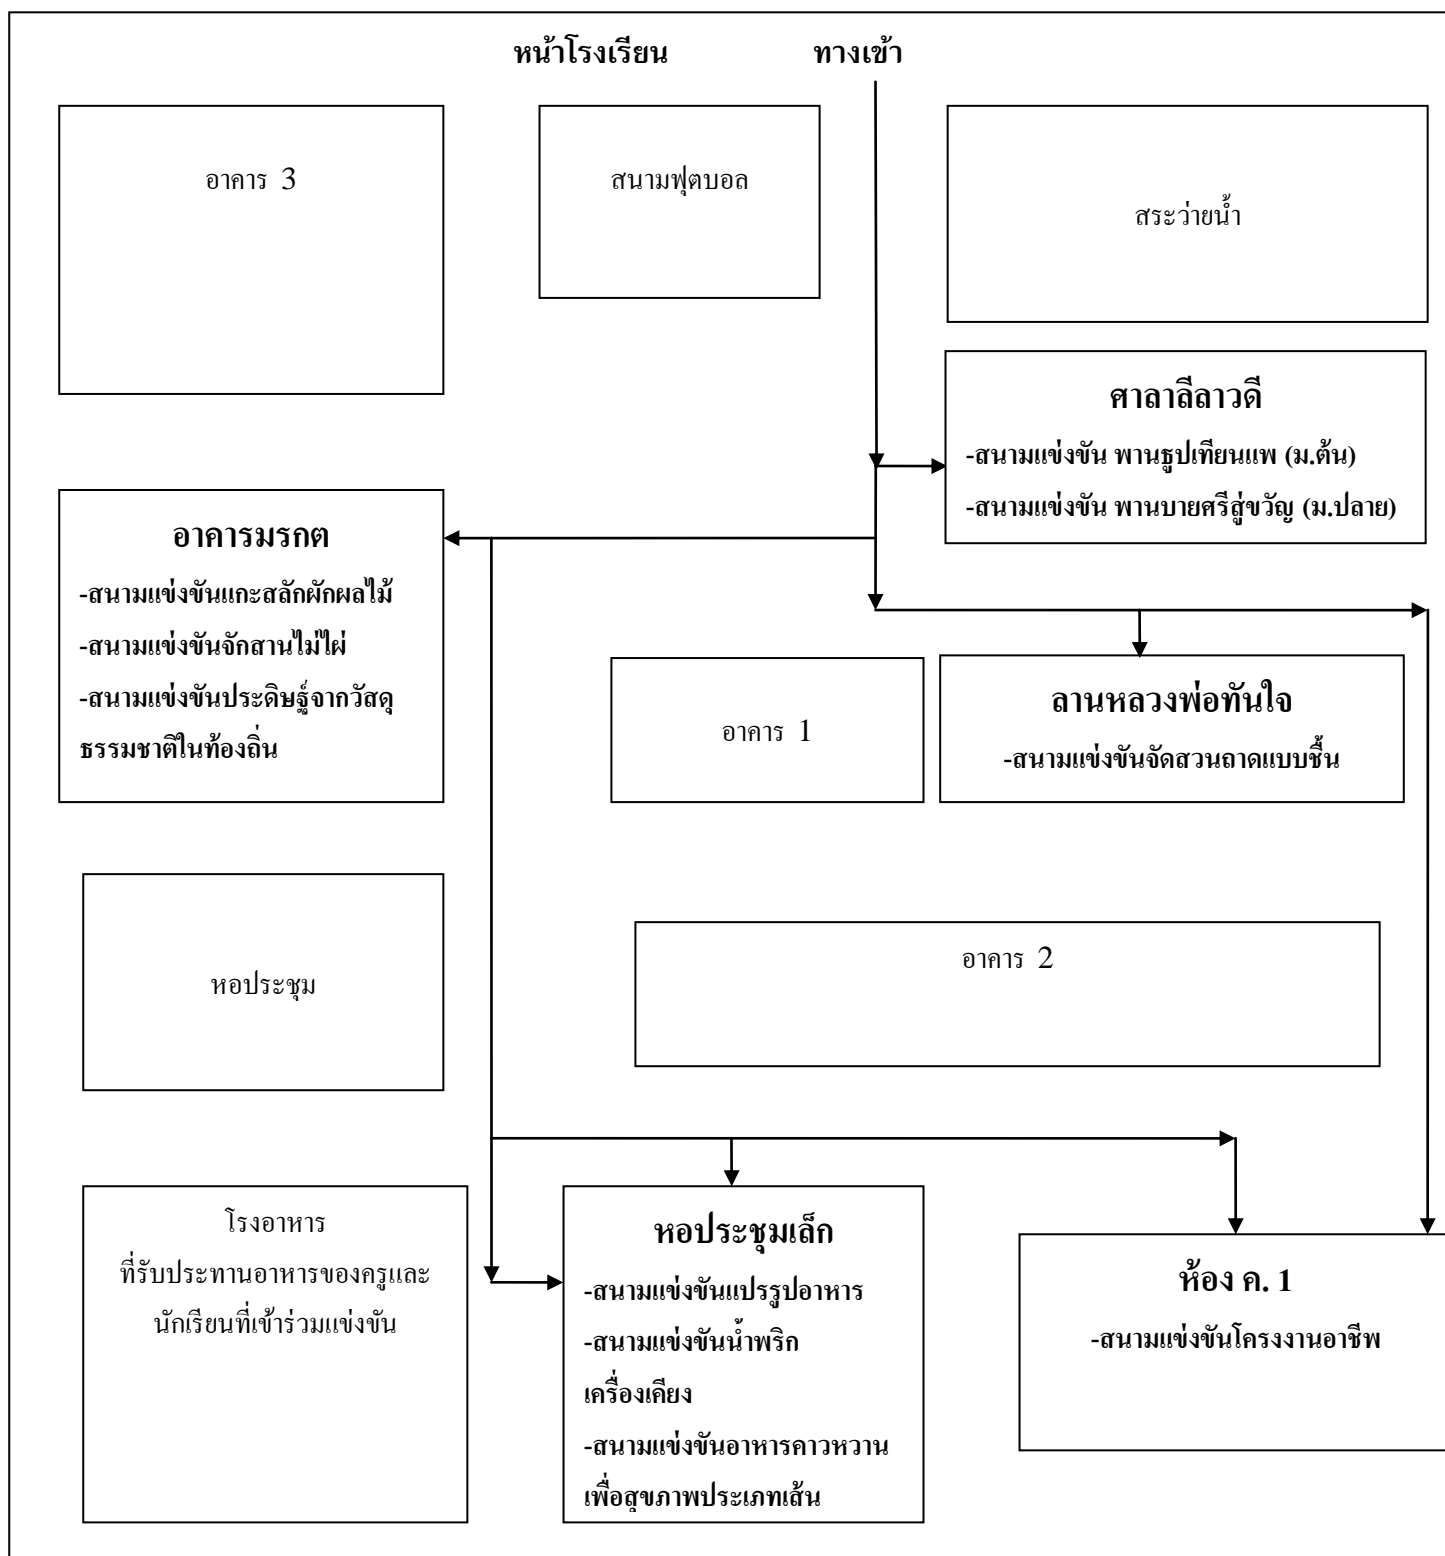 หน้าโรงเรียน ทางเข้า
อาคาร 3
สนามฟุตบอล
สระว่ายน้ำ
ศาลาลีลาวดี
-สนามแข่งขัน พานธูปเทียนแพ (ม.ต้น)
-สนามแข่งขัน พานบายศรีสู่ขวัญ (ม.ปลาย)
อาคารมรกต
-สนามแข่งขันแกะสลักผักผลไม้
-สนามแข่งขันจักสานไม่ไผ่
-สนามแข่งขันประดิษฐ์จากวัสดุ
ธรรมชาติในท้องถิ่น
อาคาร 1
ลานหลวงพ่อทันใจ
-สนามแข่งขันจัดสวนถาดแบบชื้น
หอประชุม
อาคาร 2
โรงอาหาร
ที่รับประทานอาหารของครูและ
นักเรียนที่เข้าร่วมแข่งขัน
หอประชุมเล็ก
-สนามแข่งขันแปรรูปอาหาร
-สนามแข่งขันน้ำพริก
เครื่องเคียง
-สนามแข่งขันอาหารคาวหวาน
เพื่อสุขภาพประเภทเส้น
ห้อง ค. 1
-สนามแข่งขันโครงงานอาชีพ